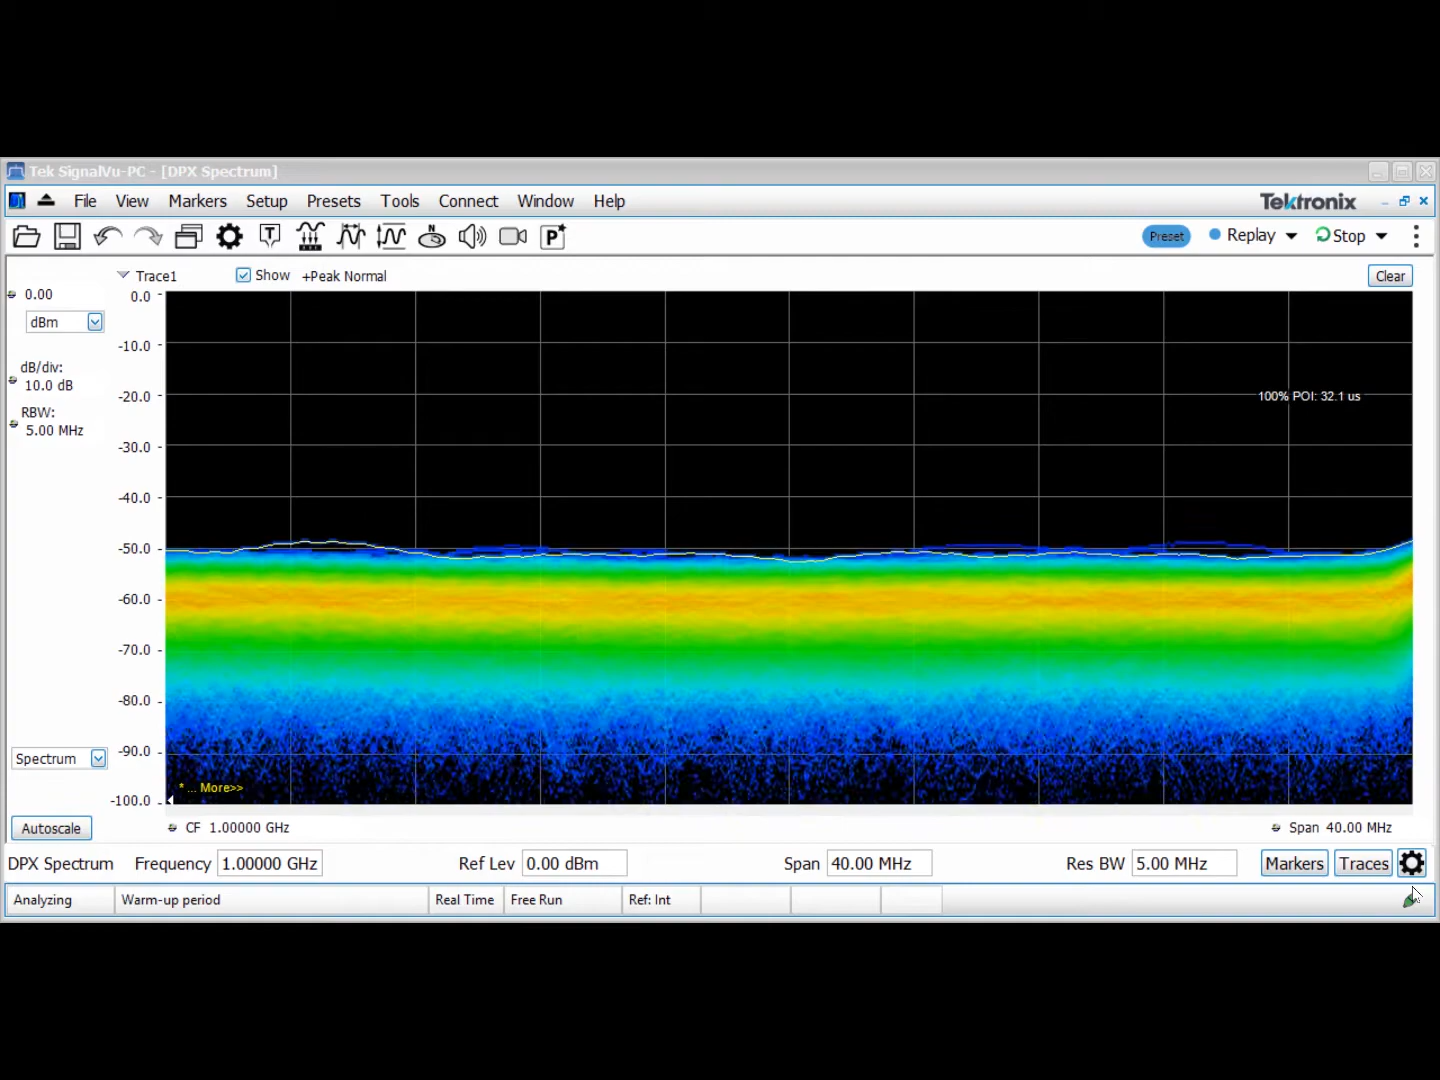 Tek SignalVu-PC - [DPX Spectrum]
File View Markers Setup Presets Tools Connect Window Help Tektronix
T N P Preset Replay Stop
Trace1 Show +Peak Normal Clear
0.00
dBm
dB/div:
10.0 dB
RBW:
5.00 MHz
0.0
-10.0
-20.0
-30.0
-40.0
-50.0
-60.0
-70.0
-80.0
-90.0
-100.0
100% POI: 32.1 us
Spectrum
* ... More>>
Autoscale
CF 1.00000 GHz Span 40.00 MHz
DPX Spectrum Frequency 1.00000 GHz Ref Lev 0.00 dBm Span 40.00 MHz Res BW 5.00 MHz Markers Traces
Analyzing Warm-up period Real Time Free Run Ref: Int